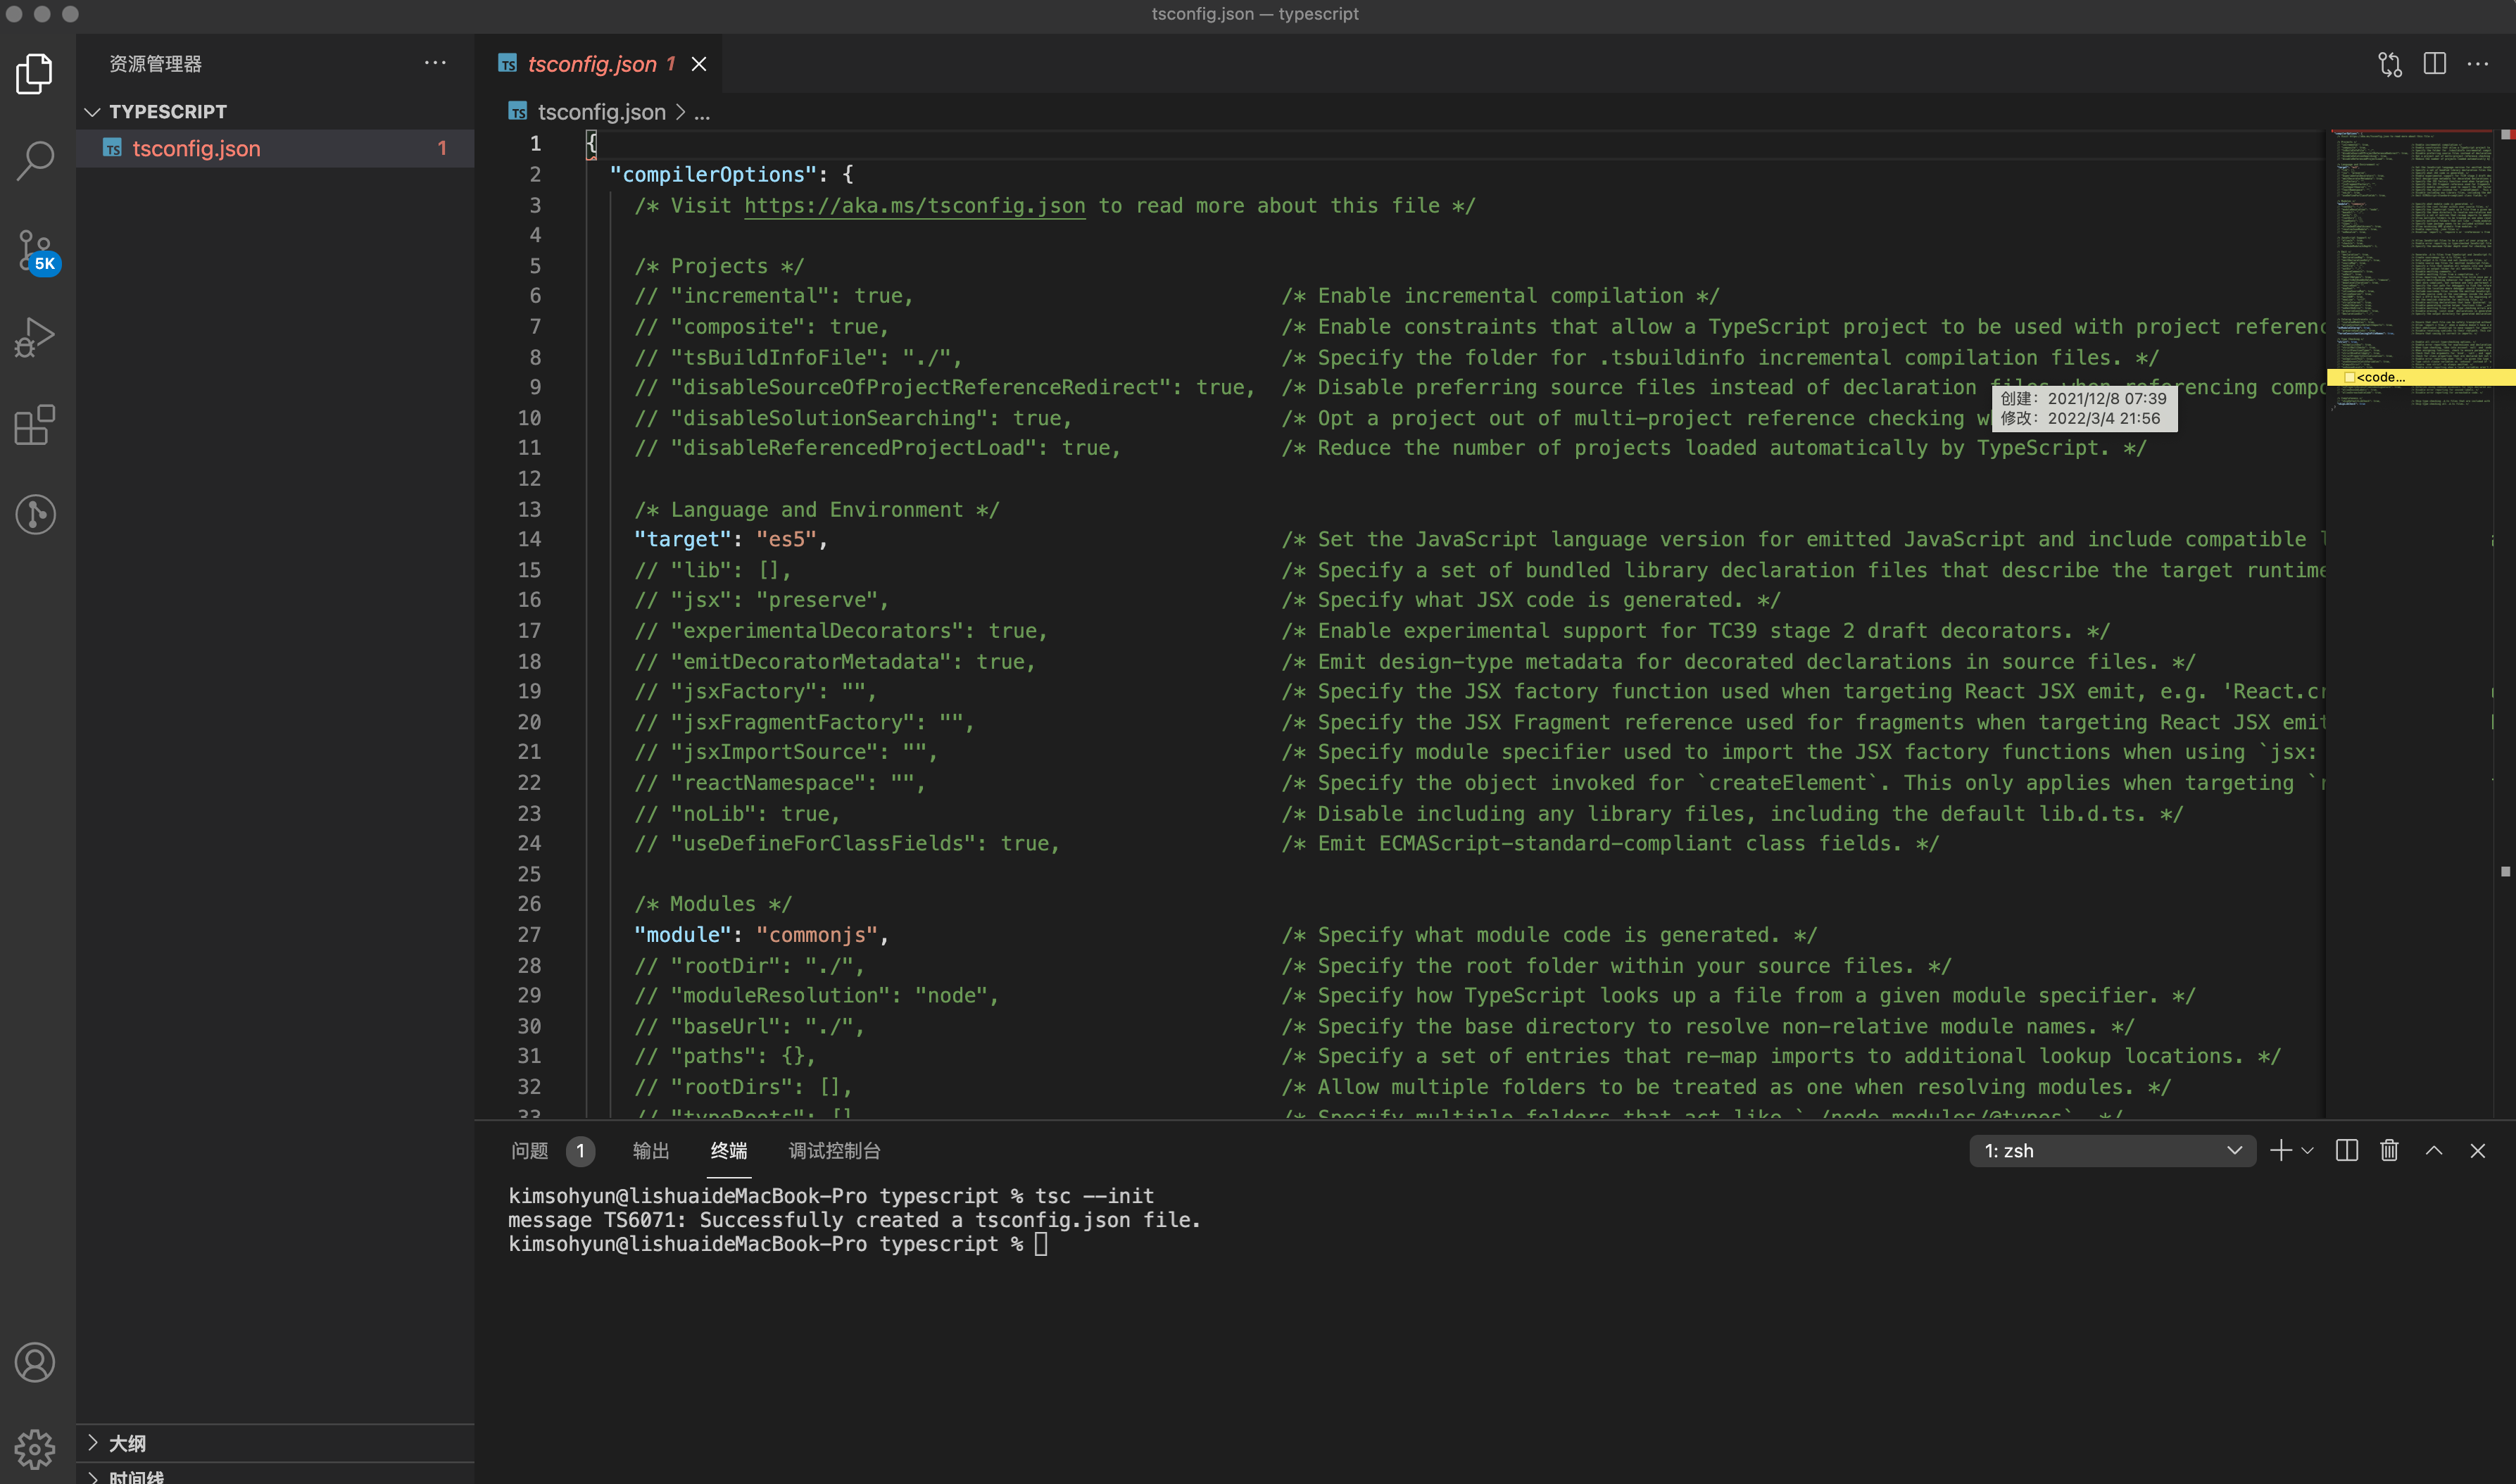 tsconfig.json — typescript
资源管理器
TYPESCRIPT
tsconfig.json 1
5K
大纲
时间线
tsconfig.json 1
tsconfig.json > ...
1 {
2 "compilerOptions": {
3 /* Visit https://aka.ms/tsconfig.json to read more about this file */
4
5 /* Projects */
6 // "incremental": true, /* Enable incremental compilation */
7 // "composite": true, /* Enable constraints that allow a TypeScript project to be used with project referenc
8 // "tsBuildInfoFile": "./", /* Specify the folder for .tsbuildinfo incremental compilation files. */
9 // "disableSourceOfProjectReferenceRedirect": true, /* Disable preferring source files instead of declaration files when referencing compo
10 // "disableSolutionSearching": true, /* Opt a project out of multi-project reference checking w
11 // "disableReferencedProjectLoad": true, /* Reduce the number of projects loaded automatically by TypeScript. */
12
13 /* Language and Environment */
14 "target": "es5", /* Set the JavaScript language version for emitted JavaScript and include compatible l
15 // "lib": [], /* Specify a set of bundled library declaration files that describe the target runtime
16 // "jsx": "preserve", /* Specify what JSX code is generated. */
17 // "experimentalDecorators": true, /* Enable experimental support for TC39 stage 2 draft decorators. */
18 // "emitDecoratorMetadata": true, /* Emit design-type metadata for decorated declarations in source files. */
19 // "jsxFactory": "", /* Specify the JSX factory function used when targeting React JSX emit, e.g. 'React.cr
20 // "jsxFragmentFactory": "", /* Specify the JSX Fragment reference used for fragments when targeting React JSX emit
21 // "jsxImportSource": "", /* Specify module specifier used to import the JSX factory functions when using `jsx:
22 // "reactNamespace": "", /* Specify the object invoked for `createElement`. This only applies when targeting `r
23 // "noLib": true, /* Disable including any library files, including the default lib.d.ts. */
24 // "useDefineForClassFields": true, /* Emit ECMAScript-standard-compliant class fields. */
25
26 /* Modules */
27 "module": "commonjs", /* Specify what module code is generated. */
28 // "rootDir": "./", /* Specify the root folder within your source files. */
29 // "moduleResolution": "node", /* Specify how TypeScript looks up a file from a given module specifier. */
30 // "baseUrl": "./", /* Specify the base directory to resolve non-relative module names. */
31 // "paths": {}, /* Specify a set of entries that re-map imports to additional lookup locations. */
32 // "rootDirs": [], /* Allow multiple folders to be treated as one when resolving modules. */
33 // "typeRoots": [] /* Specify multiple folders that act like `./node_modules/@types`. */
<code...
创建：2021/12/8 07:39
修改：2022/3/4 21:56
问题 1 输出 终端 调试控制台 1: zsh
kimsohyun@lishuaideMacBook-Pro typescript % tsc --init
message TS6071: Successfully created a tsconfig.json file.
kimsohyun@lishuaideMacBook-Pro typescript %